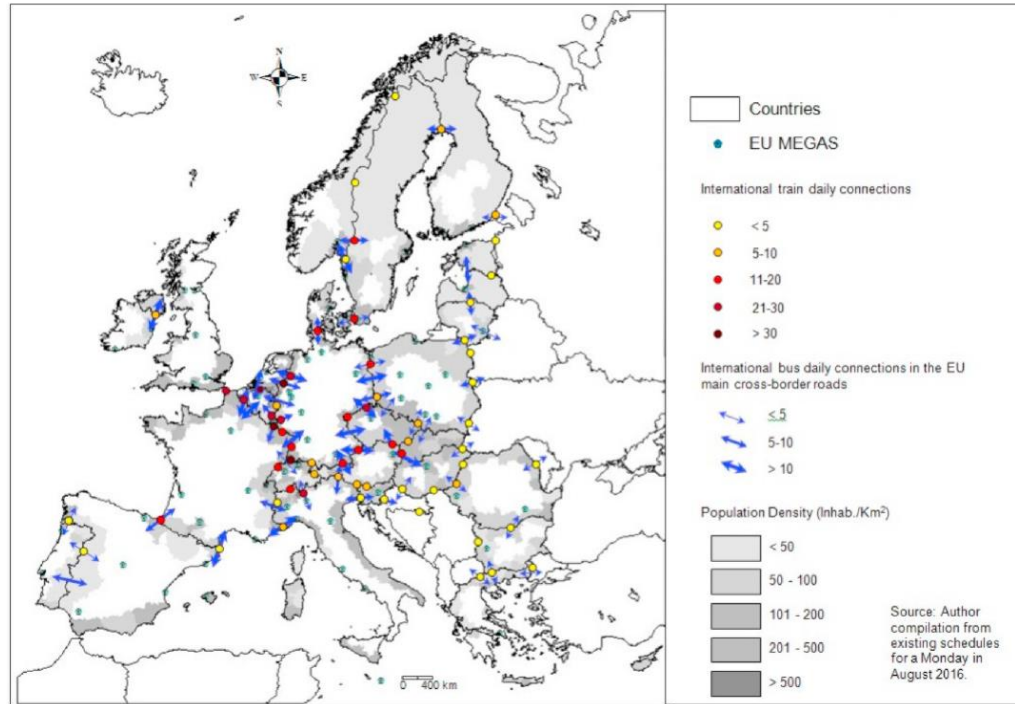 N
W E
S
Countries
EU MEGAS
International train daily connections
< 5
5-10
11-20
21-30
> 30
International bus daily connections in the EU
main cross-border roads
≤ 5
5-10
> 10
Population Density (Inhab./Km²)
< 50
50 - 100
101 - 200
201 - 500
> 500
Source: Author
compilation from
existing schedules
for a Monday in
August 2016.
0 400 km